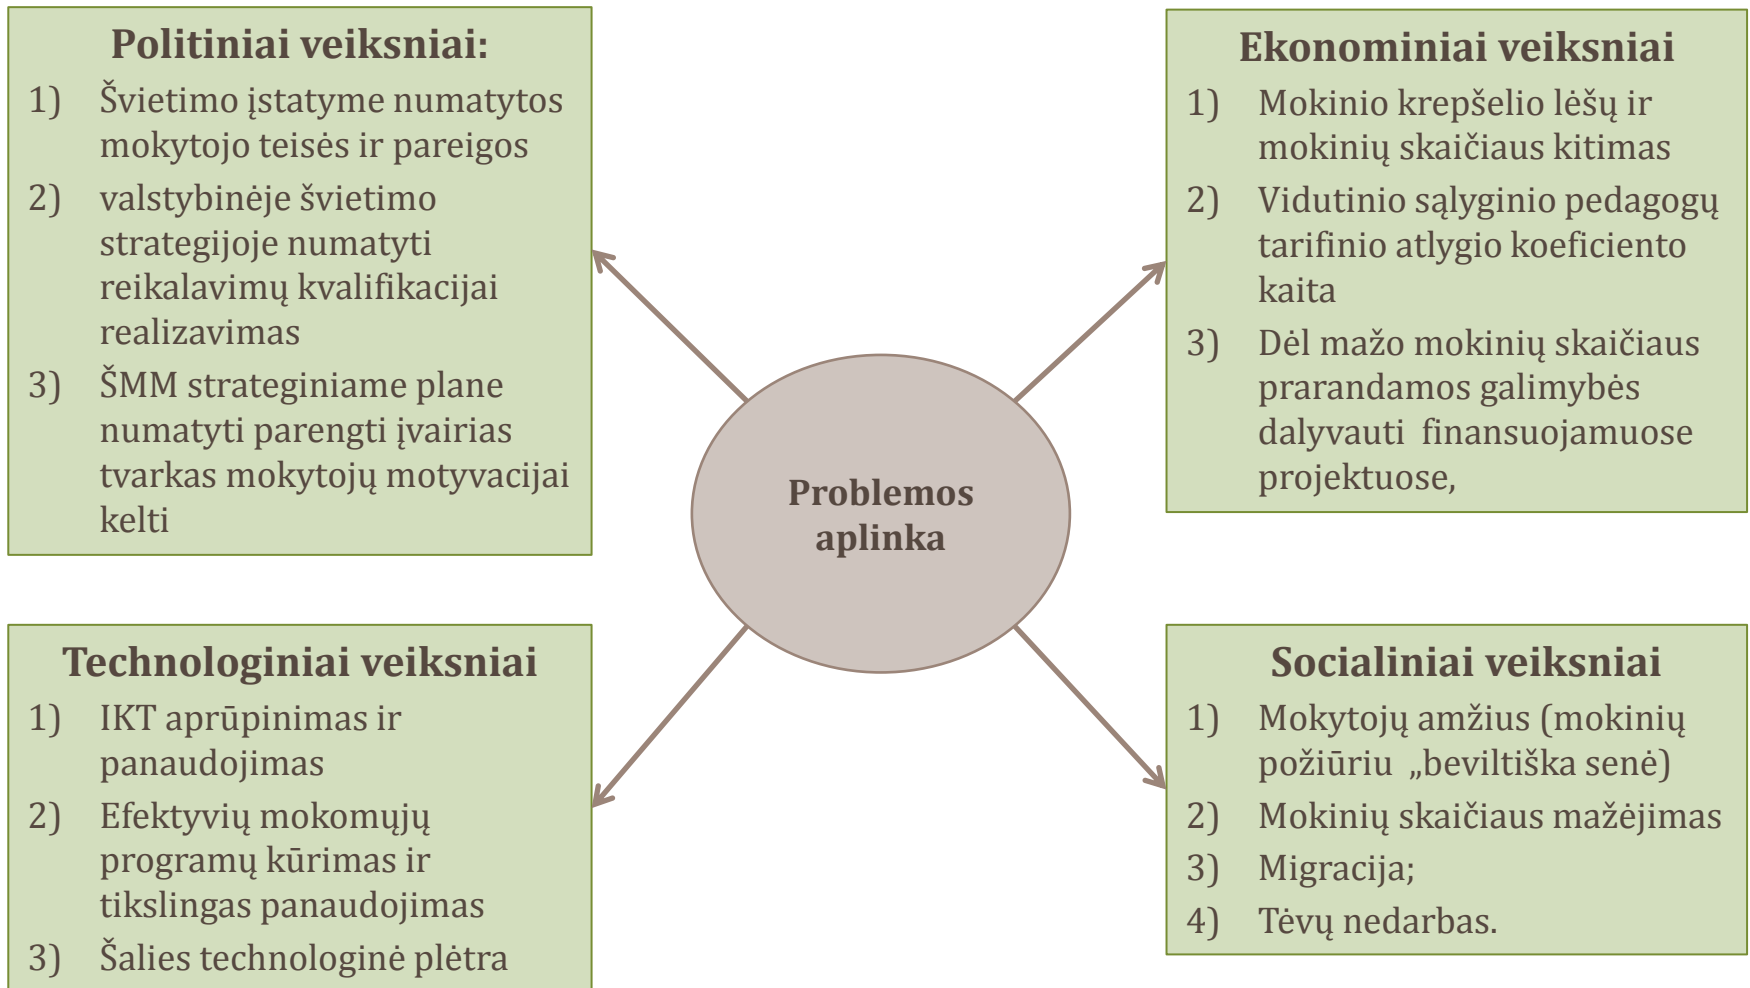 Politiniai veiksniai:
1) Švietimo įstatyme numatytos
mokytojo teisės ir pareigos
2) valstybinėje švietimo
strategijoje numatyti
reikalavimų kvalifikacijai
realizavimas
3) ŠMM strateginiame plane
numatyti parengti įvairias
tvarkas mokytojų motyvacijai
kelti
Ekonominiai veiksniai
1) Mokinio krepšelio lėšų ir
mokinių skaičiaus kitimas
2) Vidutinio sąlyginio pedagogų
tarifinio atlygio koeficiento
kaita
3) Dėl mažo mokinių skaičiaus
prarandamos galimybės
dalyvauti finansuojamuose
projektuose,
Problemos
aplinka
Technologiniai veiksniai
1) IKT aprūpinimas ir
panaudojimas
2) Efektyvių mokomųjų
programų kūrimas ir
tikslingas panaudojimas
3) Šalies technologinė plėtra
Socialiniai veiksniai
1) Mokytojų amžius (mokinių
požiūriu „beviltiška senė)
2) Mokinių skaičiaus mažėjimas
3) Migracija;
4) Tėvų nedarbas.